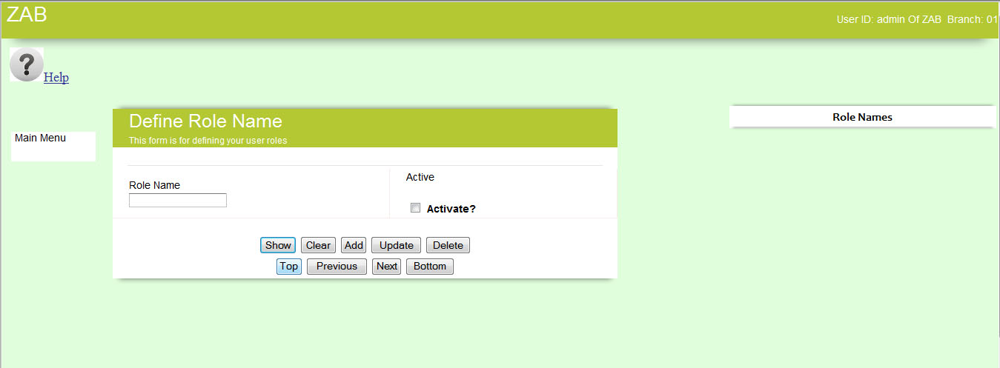 ZAB
User ID: admin Of ZAB Branch: 01
?
Help
Main Menu
Define Role Name
This form is for defining your user roles
Role Name
Active
Activate?
Show Clear Add Update Delete
Top Previous Next Bottom
Role Names